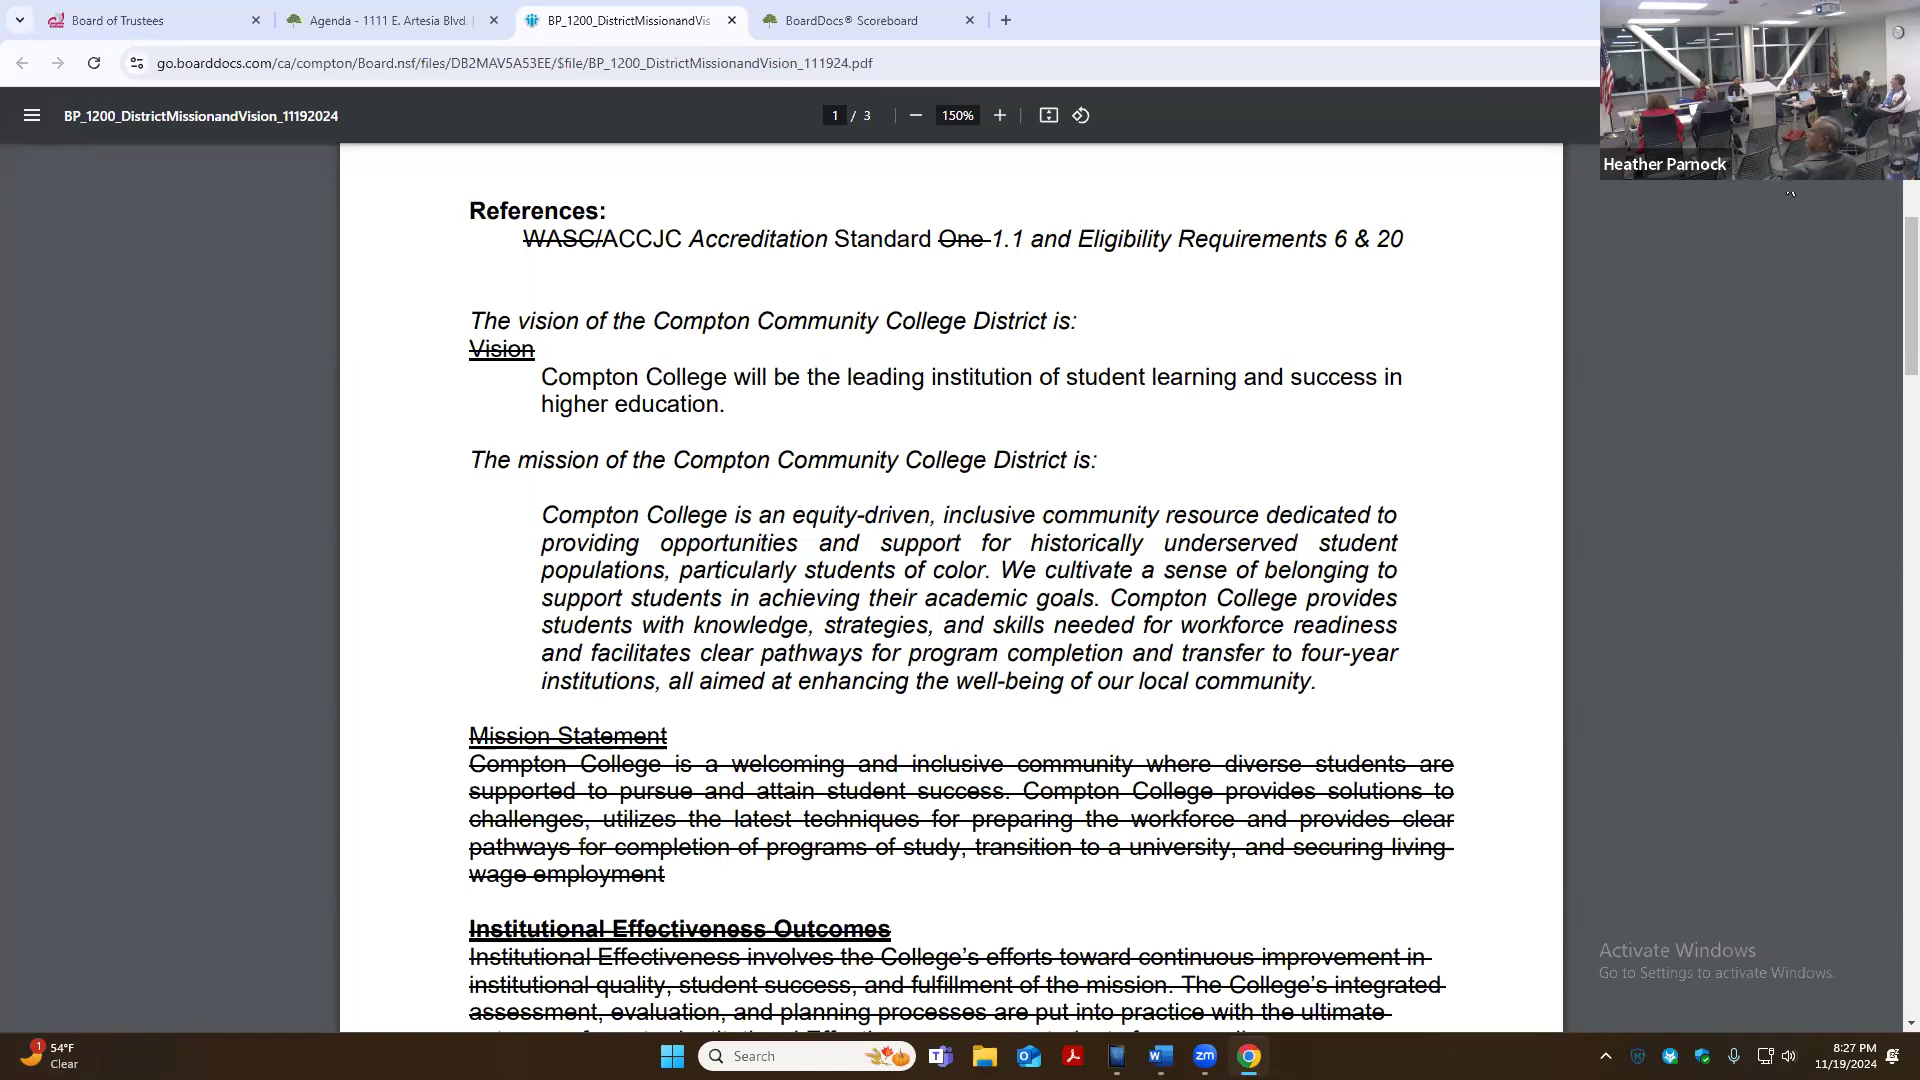 Board of Trustees
Agenda - 1111 E. Artesia Blvd.
BP_1200_DistrictMissionandVis
BoardDocs® Scoreboard
go.boarddocs.com/ca/compton/Board.nsf/files/DB2MAV5A53EE/$file/BP_1200_DistrictMissionandVision_111924.pdf
BP_1200_DistrictMissionandVision_11192024
1 / 3
150%
Heather Parnock
References:
WASC/ACCJC Accreditation Standard One 1.1 and Eligibility Requirements 6 & 20
The vision of the Compton Community College District is:
Vision
Compton College will be the leading institution of student learning and success in
higher education.
The mission of the Compton Community College District is:
Compton College is an equity-driven, inclusive community resource dedicated to
providing opportunities and support for historically underserved student
populations, particularly students of color. We cultivate a sense of belonging to
support students in achieving their academic goals. Compton College provides
students with knowledge, strategies, and skills needed for workforce readiness
and facilitates clear pathways for program completion and transfer to four-year
institutions, all aimed at enhancing the well-being of our local community.
Mission Statement
Compton College is a welcoming and inclusive community where diverse students are
supported to pursue and attain student success. Compton College provides solutions to
challenges, utilizes the latest techniques for preparing the workforce and provides clear
pathways for completion of programs of study, transition to a university, and securing living
wage employment
Institutional Effectiveness Outcomes
Institutional Effectiveness involves the College's efforts toward continuous improvement in
institutional quality, student success, and fulfillment of the mission. The College's integrated
assessment, evaluation, and planning processes are put into practice with the ultimate
Activate Windows
Go to Settings to activate Windows.
1
54°F
Clear
Search
zm
8:27 PM
11/19/2024